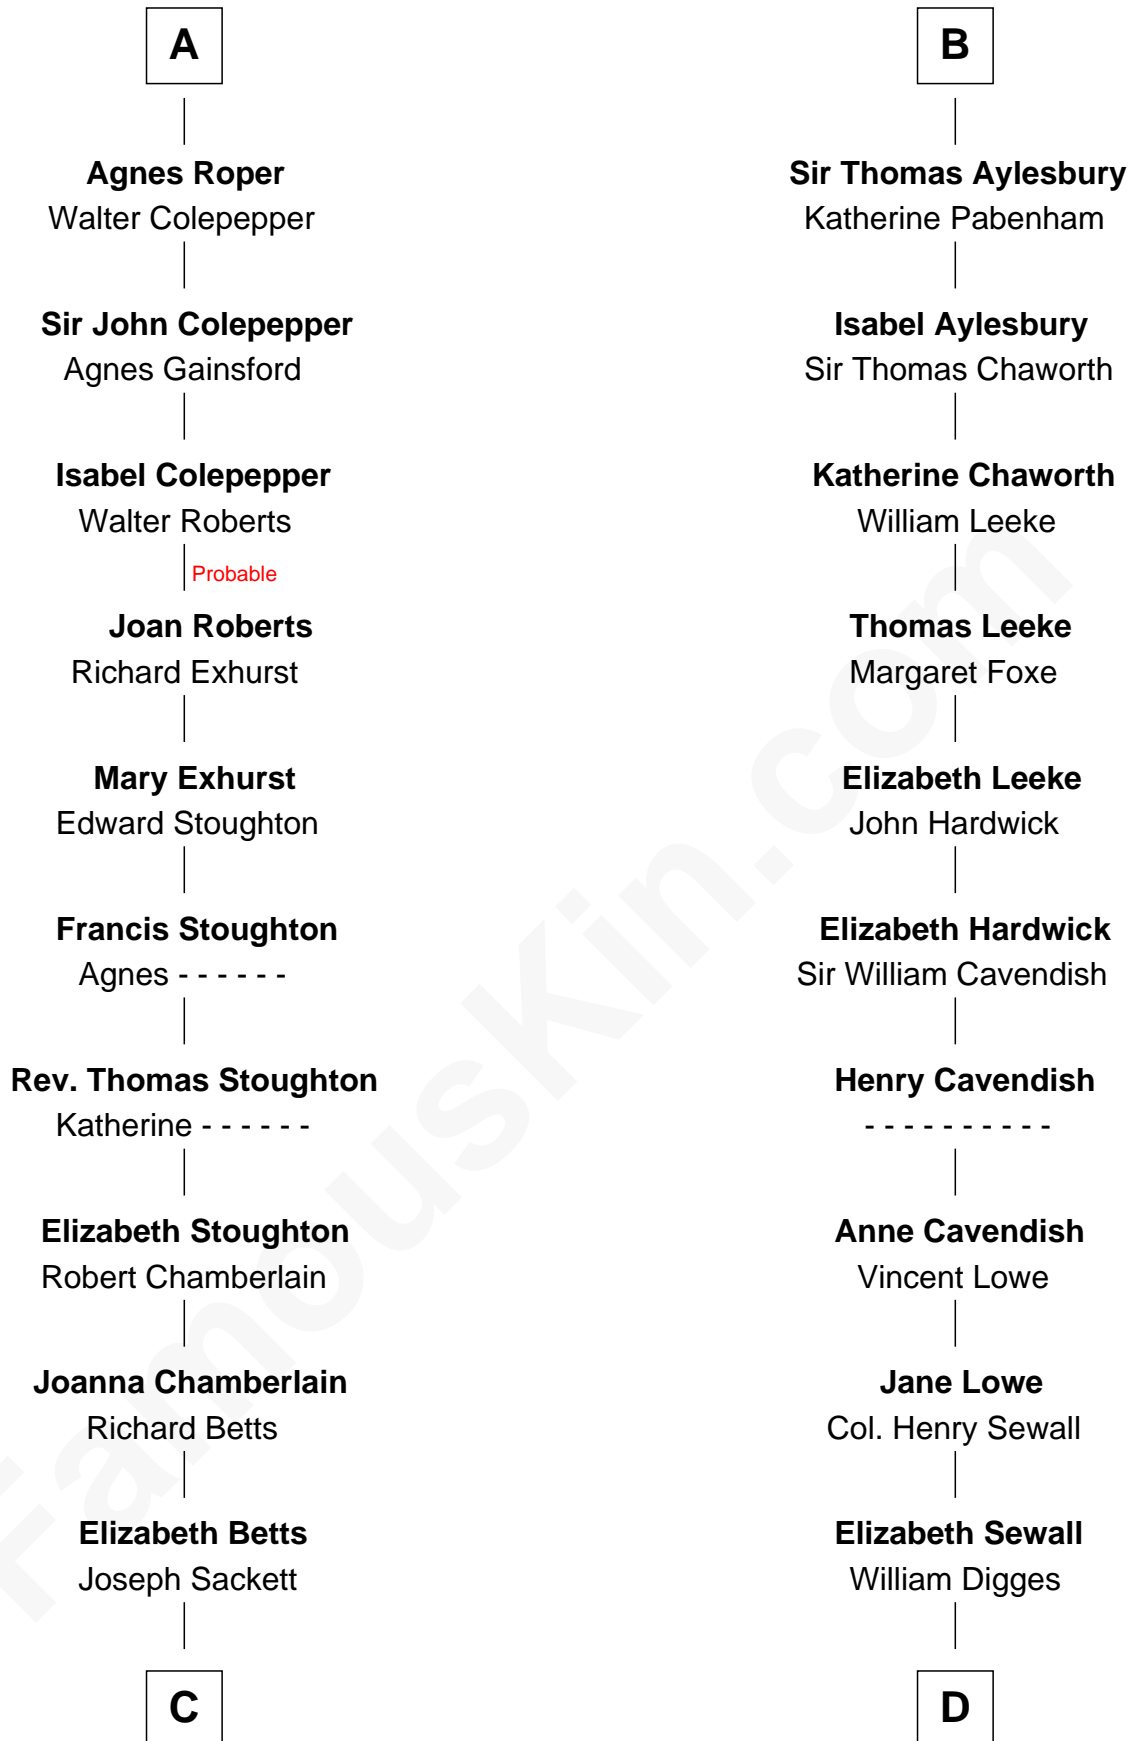 A
Agnes Roper
Walter Colepepper
Sir John Colepepper
Agnes Gainsford
Isabel Colepepper
Walter Roberts
Probable
Joan Roberts
Richard Exhurst
Mary Exhurst
Edward Stoughton
Francis Stoughton
Agnes - - - - - -
Rev. Thomas Stoughton
Katherine - - - - - -
Elizabeth Stoughton
Robert Chamberlain
Joanna Chamberlain
Richard Betts
Elizabeth Betts
Joseph Sackett
C
B
Sir Thomas Aylesbury
Katherine Pabenham
Isabel Aylesbury
Sir Thomas Chaworth
Katherine Chaworth
William Leeke
Thomas Leeke
Margaret Foxe
Elizabeth Leeke
John Hardwick
Elizabeth Hardwick
Sir William Cavendish
Henry Cavendish
- - - - - - - - - -
Anne Cavendish
Vincent Lowe
Jane Lowe
Col. Henry Sewall
Elizabeth Sewall
William Digges
D
FamousKin.com